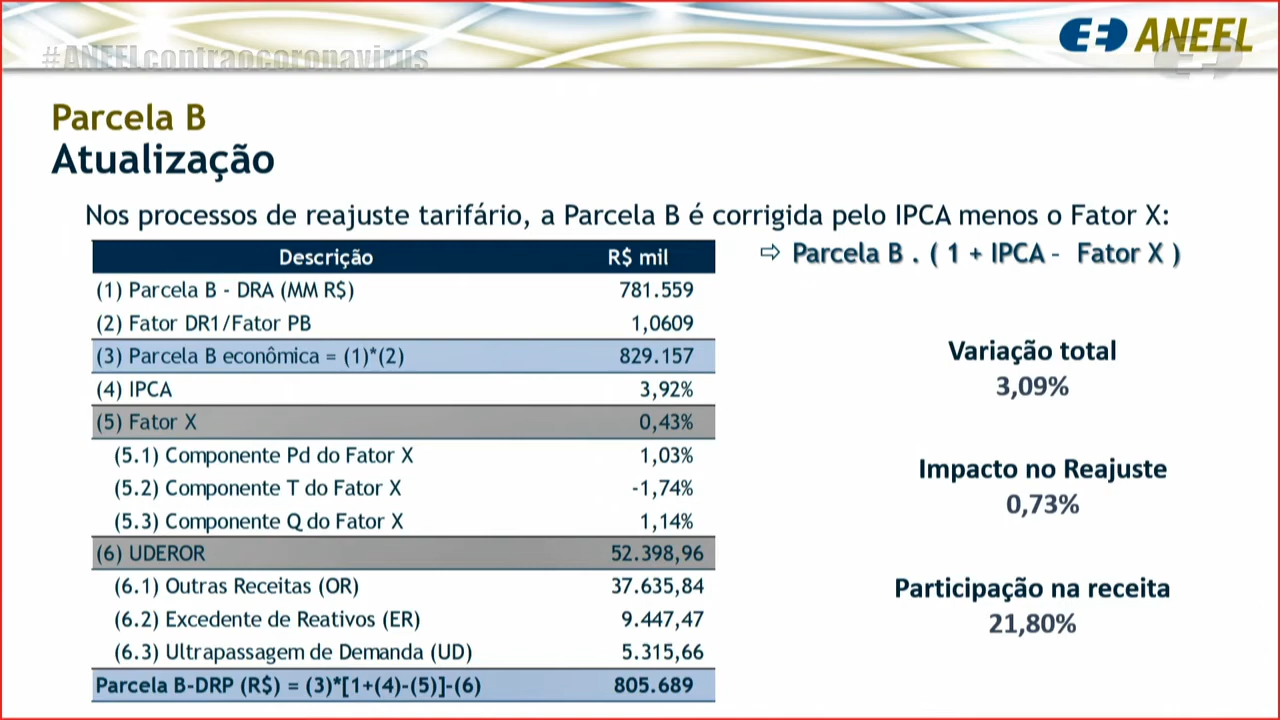 #ANEELcontraocoronavirus
ANEEL
Parcela B
Atualização
Nos processos de reajuste tarifário, a Parcela B é corrigida pelo IPCA menos o Fator X:
⇨ Parcela B . ( 1 + IPCA - Fator X )
Descrição R$ mil
(1) Parcela B - DRA (MM R$) 781.559
(2) Fator DR1/Fator PB 1,0609
(3) Parcela B econômica = (1)*(2) 829.157
(4) IPCA 3,92%
(5) Fator X 0,43%
(5.1) Componente Pd do Fator X 1,03%
(5.2) Componente T do Fator X -1,74%
(5.3) Componente Q do Fator X 1,14%
(6) UDEROR 52.398,96
(6.1) Outras Receitas (OR) 37.635,84
(6.2) Excedente de Reativos (ER) 9.447,47
(6.3) Ultrapassagem de Demanda (UD) 5.315,66
Parcela B-DRP (R$) = (3)*[1+(4)-(5)]-(6) 805.689
Variação total
3,09%
Impacto no Reajuste
0,73%
Participação na receita
21,80%